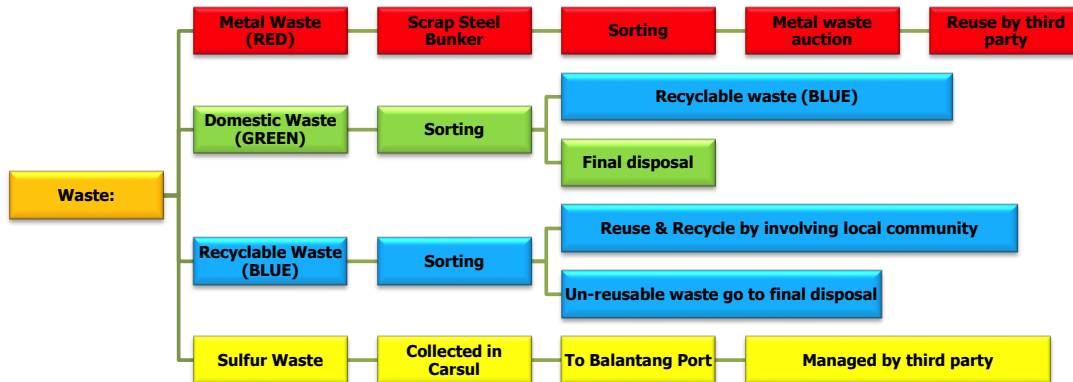 Waste:
Metal Waste
(RED)
Scrap Steel
Bunker
Sorting
Metal waste
auction
Reuse by third
party
Domestic Waste
(GREEN)
Sorting
Recyclable waste (BLUE)
Final disposal
Recyclable Waste
(BLUE)
Sorting
Reuse & Recycle by involving local community
Un-reusable waste go to final disposal
Sulfur Waste
Collected in
Carsul
To Balantang Port
Managed by third party